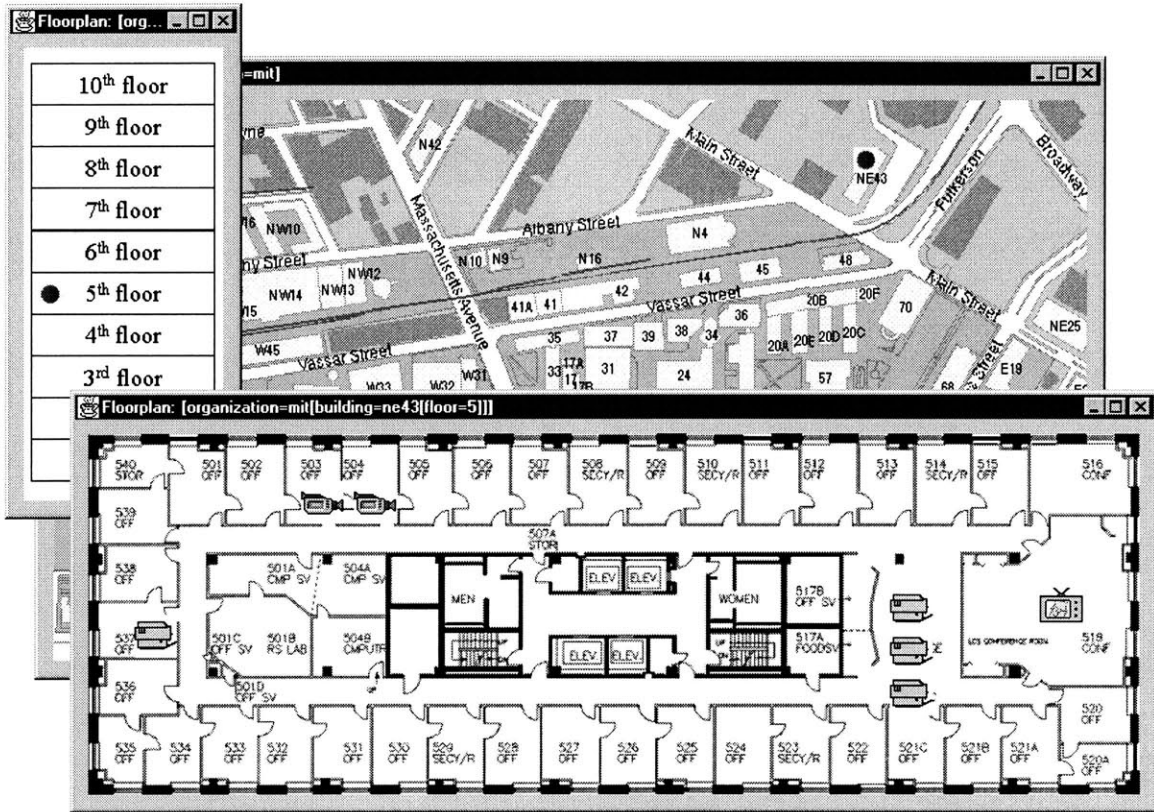 Floorplan: [org...
10th floor
9th floor
8th floor
7th floor
6th floor
5th floor
4th floor
3rd floor
=mit]
N42
Main Street
NE43
Fulkerson
Broadway
Massachusetts Avenue
Albany Street
NW10
N10
N9
N16
N4
NW12
NW13
NW14
41A
41
42
44
45
48
Vassar Street
20B
20F
70
Main Street
NE25
W45
Vassar Street
35
37
39
38
34
36
20A
20E
20D
20C
33
17A
17
17B
31
24
57
68
E19
W33
W32
W31
Floorplan: [organization=mit[building=ne43[floor=5]]]
540
STOR
501
OFF
502
OFF
503
OFF
504
OFF
505
OFF
506
OFF
507
OFF
508
SECY/R
509
OFF
510
SECY/R
511
OFF
512
OFF
513
OFF
514
SECY/R
515
OFF
516
CONF
539
OFF
507A
STOR
538
OFF
501A
CMP SV
504A
CMP SV
MEN
ELEV
ELEV
WOMEN
517B
OFF SV
537
OFF
501C
OFF SV
501B
RS LAB
504B
CMPUTR
UP
ELEV.
ELEV.
517A
FOODSV
LCS CONFERENCE ROOM
519
CONF
536
OFF
501D
OFF SV
UP
520
OFF
535
OFF
534
OFF
533
OFF
532
OFF
531
OFF
530
OFF
529
SECY/R
528
OFF
527
OFF
526
OFF
525
OFF
524
OFF
523
SECY/R
522
OFF
521C
OFF
521B
OFF
521A
OFF
520A
OFF